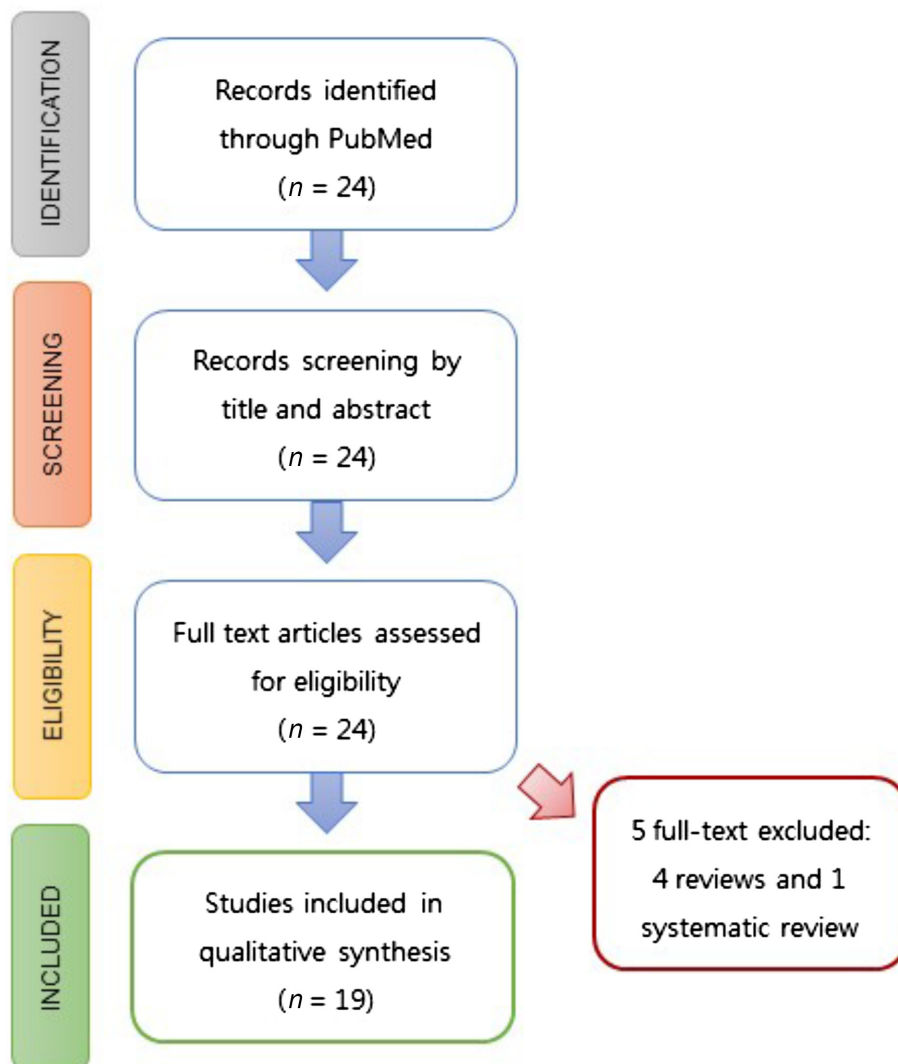 IDENTIFICATION
Records identified
through PubMed
(n = 24)
SCREENING
Records screening by
title and abstract
(n = 24)
ELIGIBILITY
Full text articles assessed
for eligibility
(n = 24)
5 full-text excluded:
4 reviews and 1
systematic review
INCLUDED
Studies included in
qualitative synthesis
(n = 19)